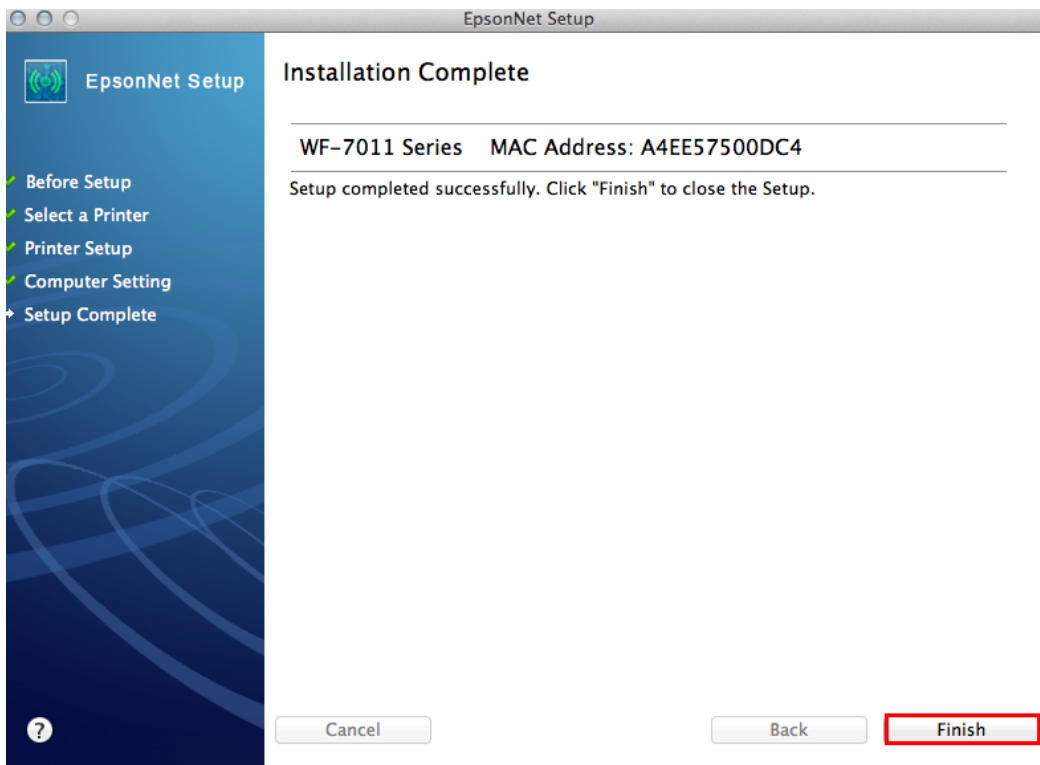 EpsonNet Setup
EpsonNet Setup
Before Setup
Select a Printer
Printer Setup
Computer Setting
Setup Complete
Installation Complete
WF-7011 Series MAC Address: A4EE57500DC4
Setup completed successfully. Click "Finish" to close the Setup.
?
Cancel
Back
Finish